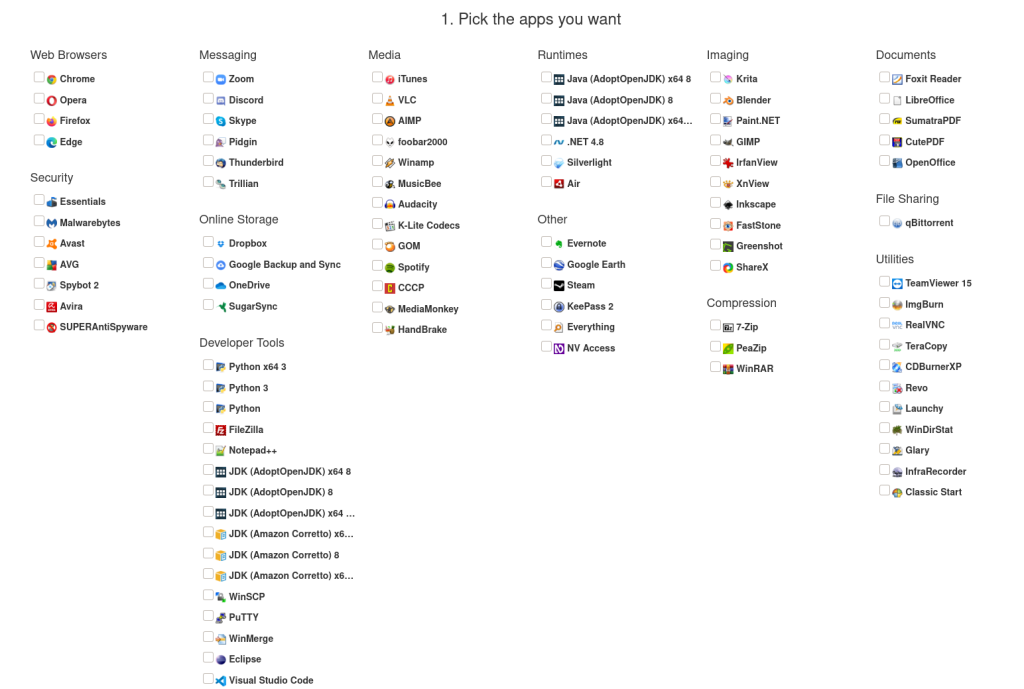 1. Pick the apps you want
Web Browsers
Chrome
Opera
Firefox
Edge
Security
Essentials
Malwarebytes
Avast
AVG
Spybot 2
Avira
SUPERAntiSpyware
Messaging
Zoom
Discord
Skype
Pidgin
Thunderbird
Trillian
Online Storage
Dropbox
Google Backup and Sync
OneDrive
SugarSync
Developer Tools
Python x64 3
Python 3
Python
FileZilla
Notepad++
JDK (AdoptOpenJDK) x64 8
JDK (AdoptOpenJDK) 8
JDK (AdoptOpenJDK) x64 ...
JDK (Amazon Corretto) x6...
JDK (Amazon Corretto) 8
JDK (Amazon Corretto) x6...
WinSCP
PuTTY
WinMerge
Eclipse
Visual Studio Code
Media
iTunes
VLC
AIMP
foobar2000
Winamp
MusicBee
Audacity
K-Lite Codecs
GOM
Spotify
CCCP
MediaMonkey
HandBrake
Runtimes
Java (AdoptOpenJDK) x64 8
Java (AdoptOpenJDK) 8
Java (AdoptOpenJDK) x64...
.NET 4.8
Silverlight
Air
Other
Evernote
Google Earth
Steam
KeePass 2
Everything
NV Access
Imaging
Krita
Blender
Paint.NET
GIMP
IrfanView
XnView
Inkscape
FastStone
Greenshot
ShareX
Compression
7-Zip
PeaZip
WinRAR
Documents
Foxit Reader
LibreOffice
SumatraPDF
CutePDF
OpenOffice
File Sharing
qBittorrent
Utilities
TeamViewer 15
ImgBurn
RealVNC
TeraCopy
CDBurnerXP
Revo
Launchy
WinDirStat
Glary
InfraRecorder
Classic Start